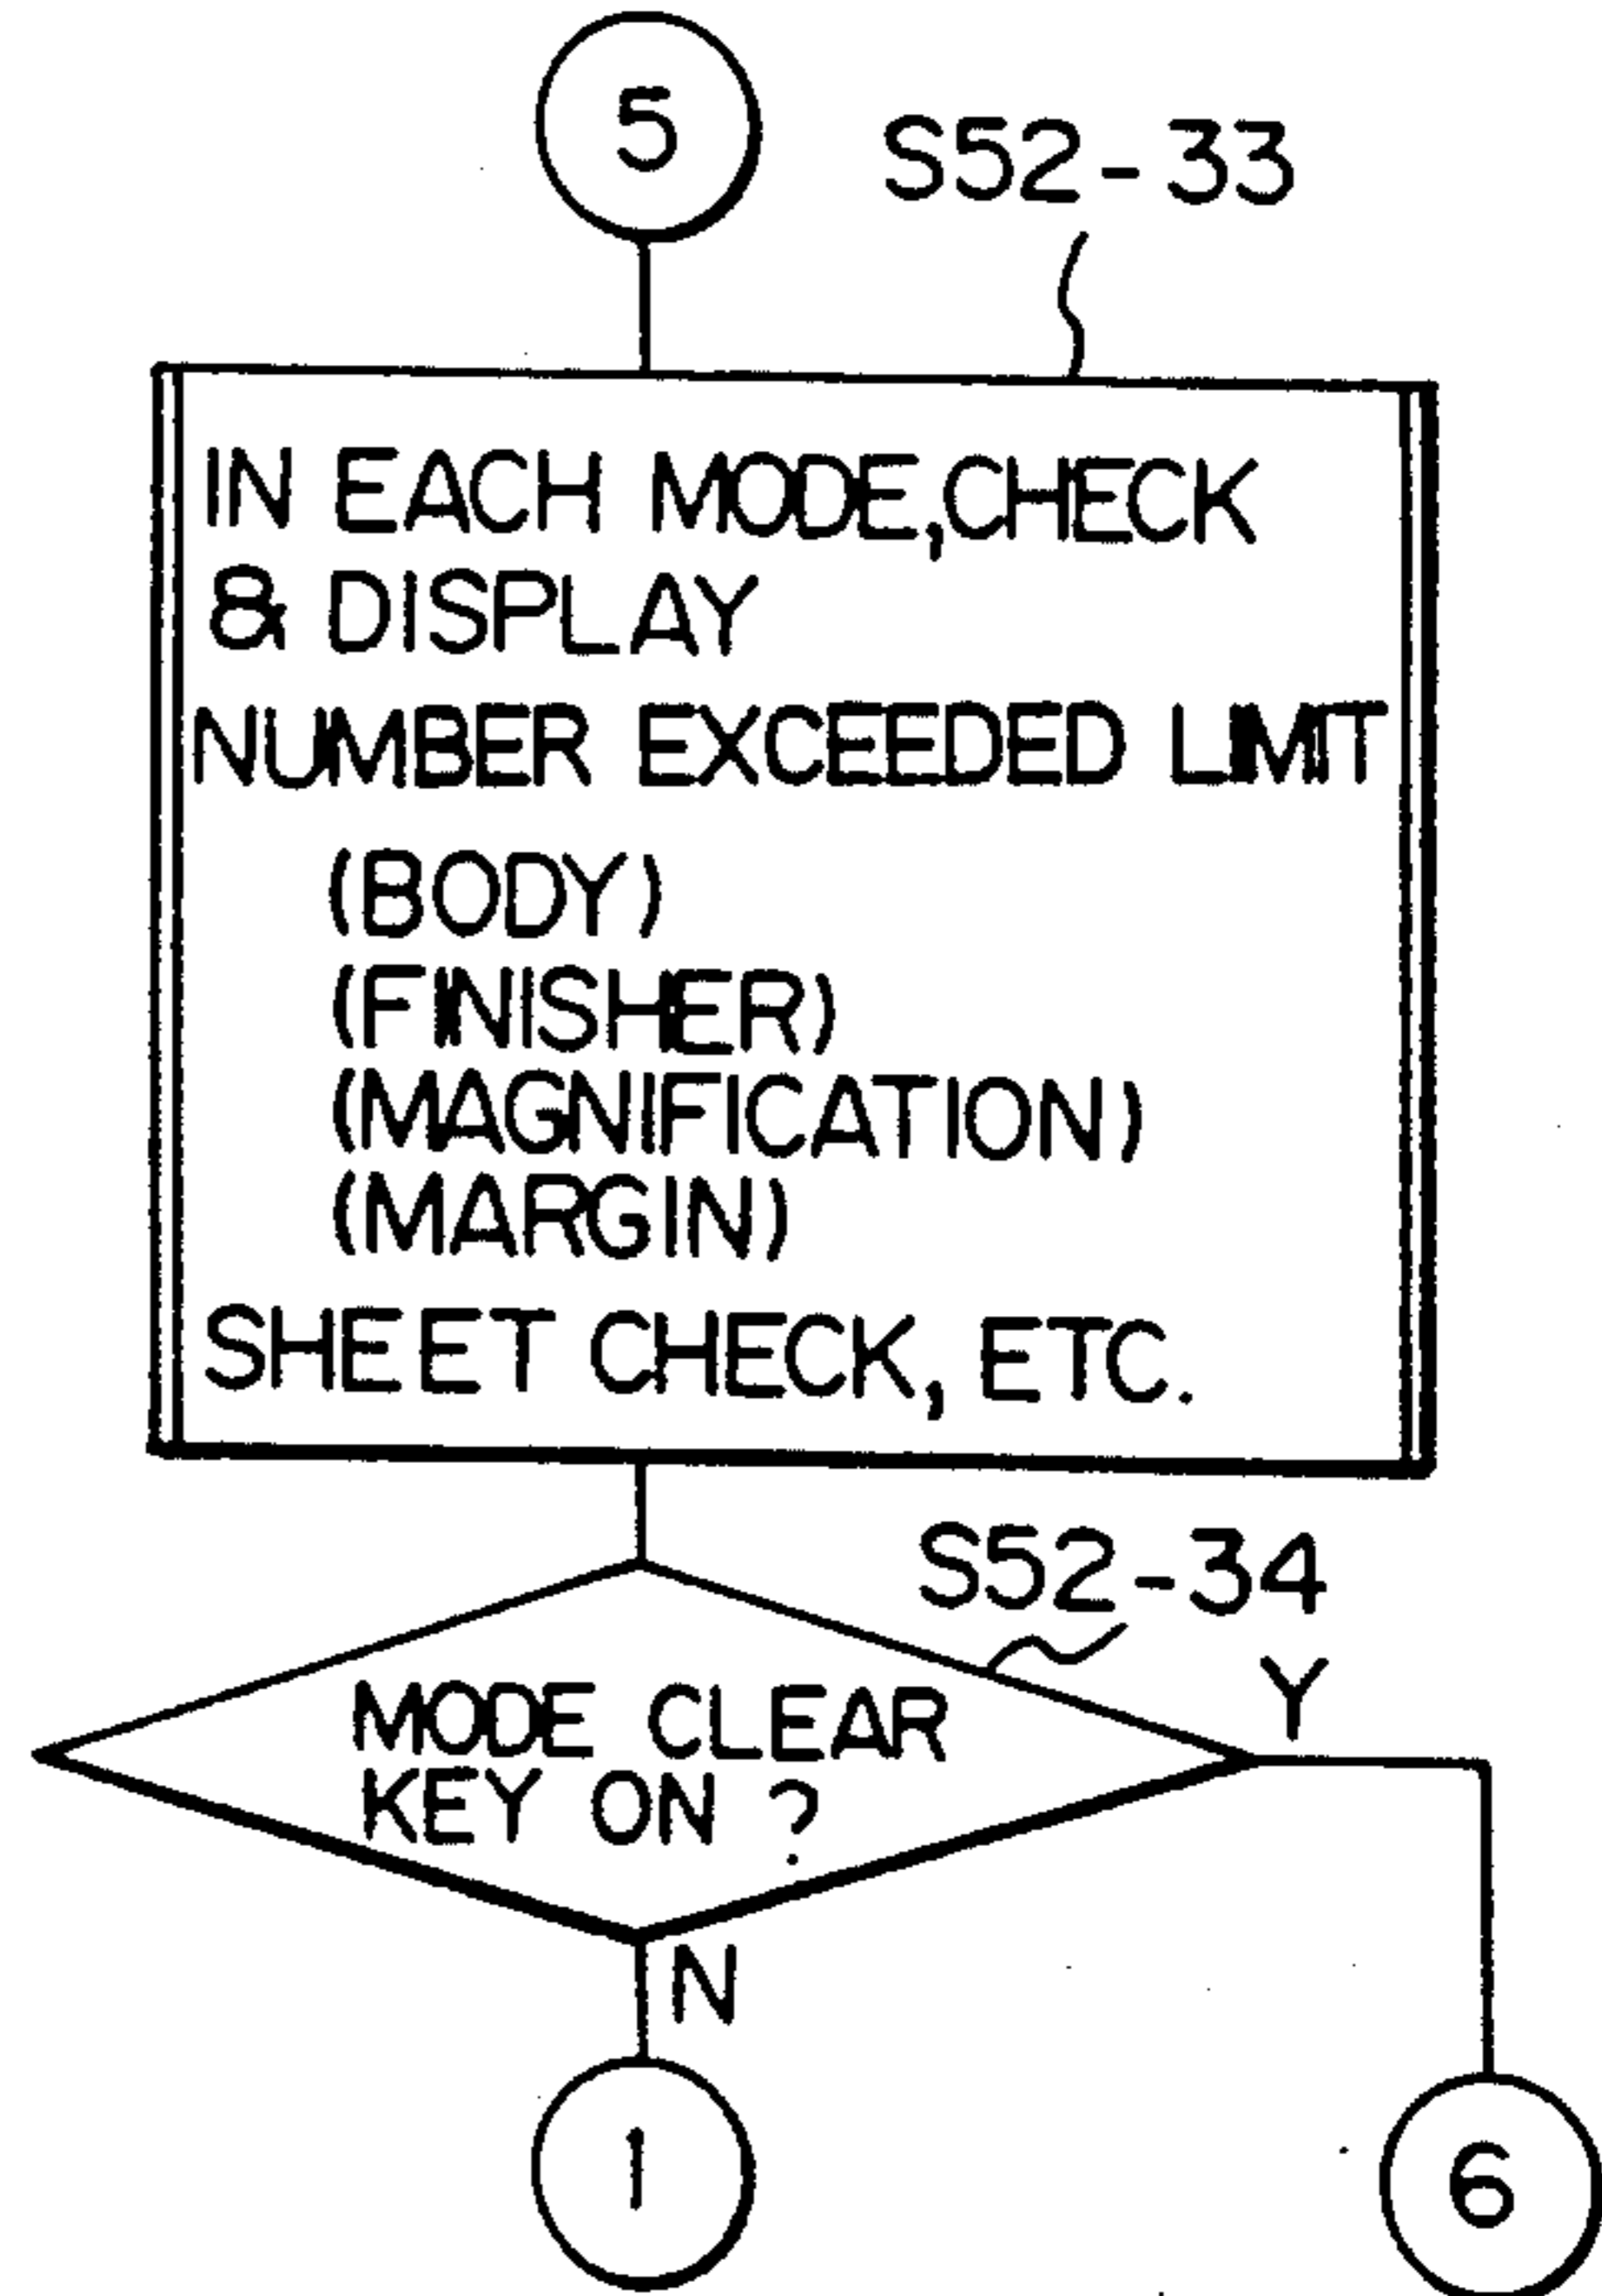 5
S52-33
IN EACH MODE,CHECK
& DISPLAY
NUMBER EXCEEDED LIMIT
(BODY)
(FINISHER)
(MAGNIFICATION)
(MARGIN)
SHEET CHECK, ETC.
S52-34
Y
MODE CLEAR
KEY ON ?
N
1
6